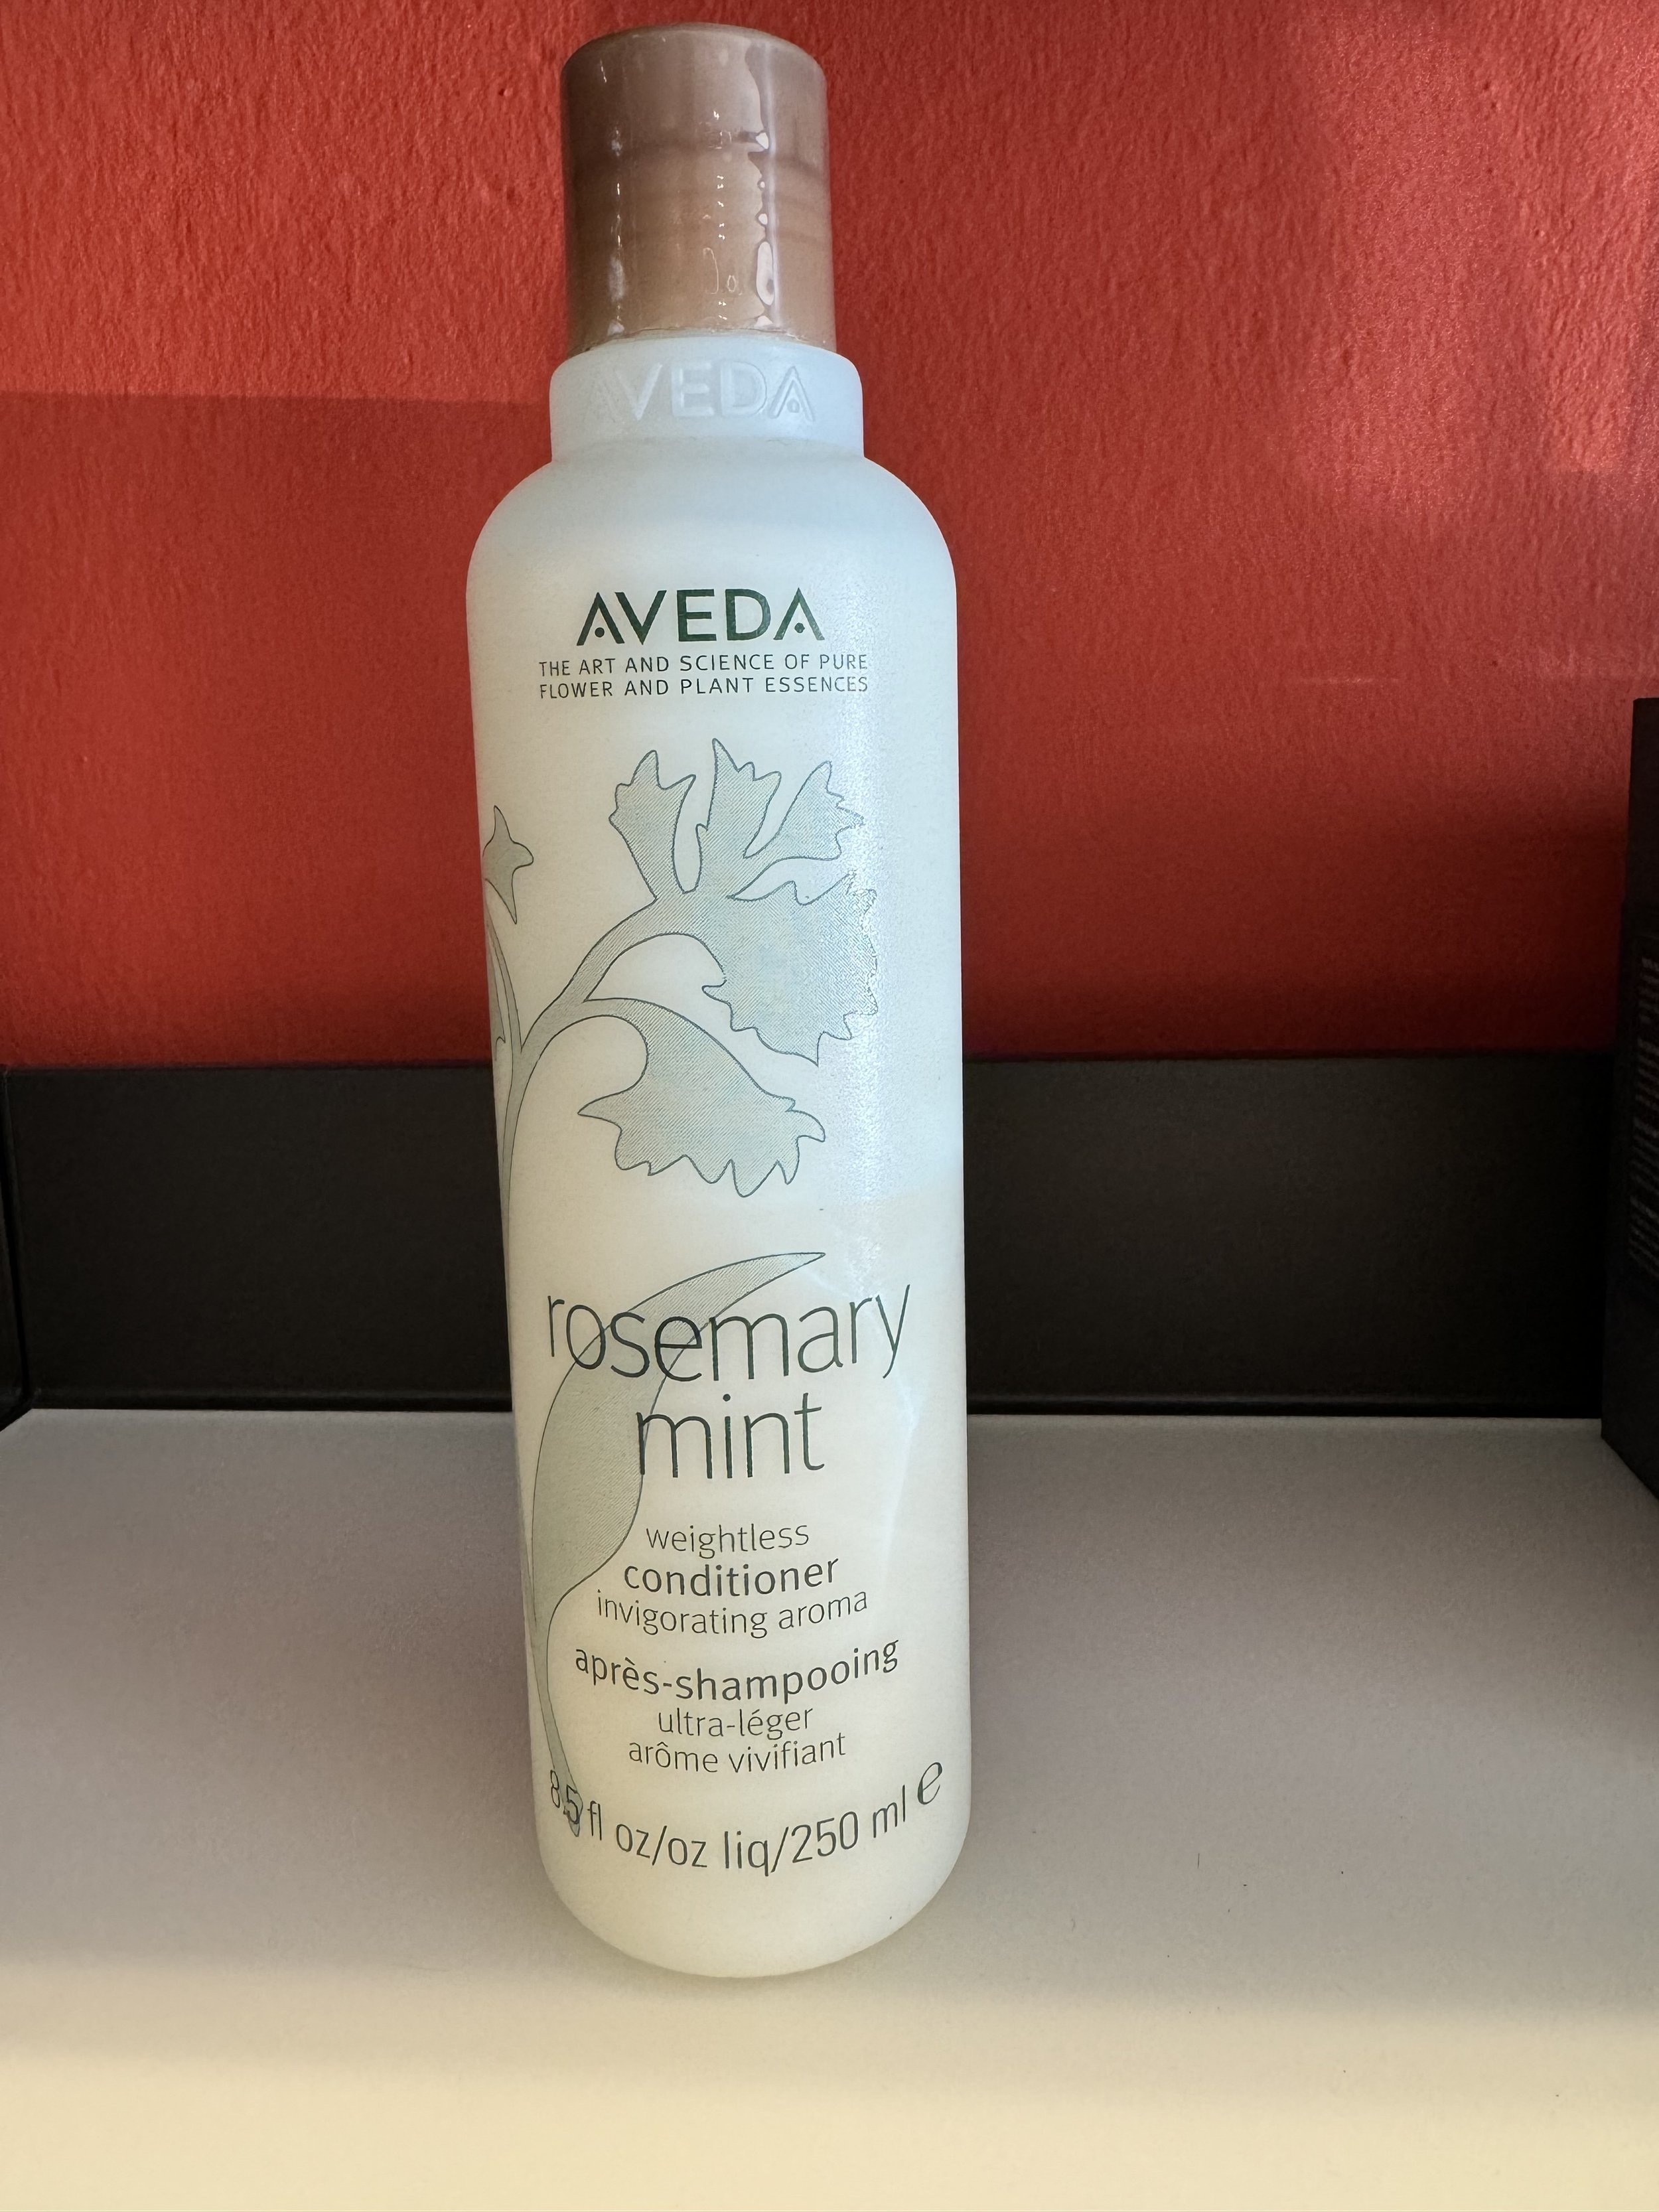 AVEDA
AVEDA
THE ART AND SCIENCE OF PURE
FLOWER AND PLANT ESSENCES
rosemary
mint
weightless
conditioner
invigorating aroma
après-shampooing
ultra-léger
arôme vivifiant
8.5 fl oz/oz liq/250 ml e